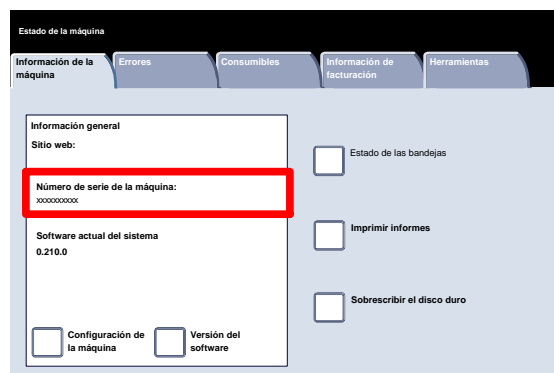 Estado de la máquina
Información de la
máquina
Errores
Consumibles
Información de
facturación
Herramientas
Información general
Sitio web:
Número de serie de la máquina:
xxxxxxxxxx
Software actual del sistema
0.210.0
Configuración de
la máquina
Versión del
software
Estado de las bandejas
Imprimir informes
Sobrescribir el disco duro